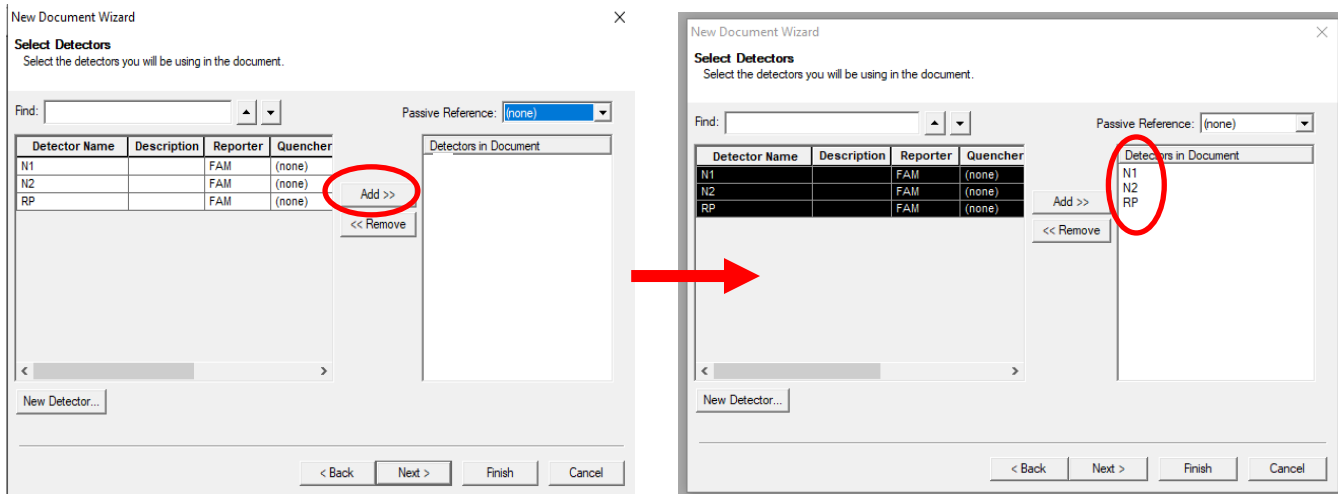 New Document Wizard
Select Detectors
Select the detectors you will be using in the document.
Find:
Passive Reference: (none)
Detector Name Description Reporter Quencher
N1 FAM (none)
N2 FAM (none)
RP FAM (none)
Add >>
<< Remove
Detectors in Document
New Detector...
< Back Next > Finish Cancel
New Document Wizard
Select Detectors
Select the detectors you will be using in the document.
Find:
Passive Reference: (none)
Detector Name Description Reporter Quencher
N1 FAM (none)
N2 FAM (none)
RP FAM (none)
Add >>
<< Remove
Detectors in Document
N1
N2
RP
New Detector...
< Back Next > Finish Cancel